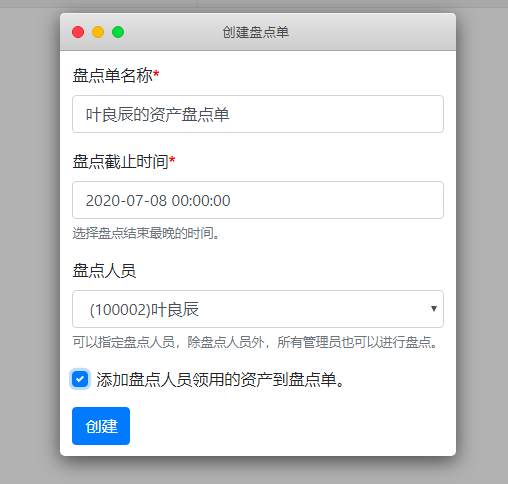 创建盘点单
盘点单名称*
叶良辰的资产盘点单
盘点截止时间*
2020-07-08 00:00:00
选择盘点结束最晚的时间。
盘点人员
(100002)叶良辰
可以指定盘点人员，除盘点人员外，所有管理员也可以进行盘点。
添加盘点人员领用的资产到盘点单。
创建